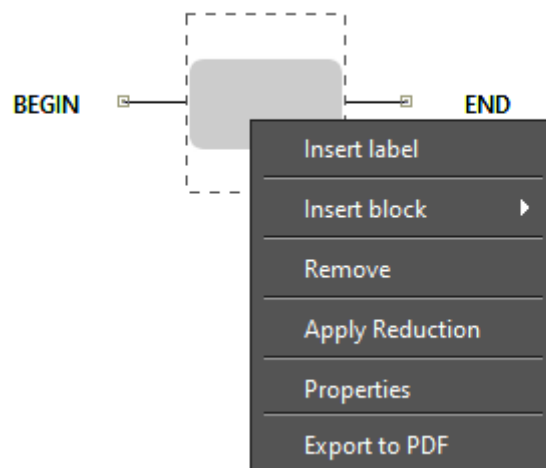 BEGIN
END
Insert label
Insert block
Remove
Apply Reduction
Properties
Export to PDF